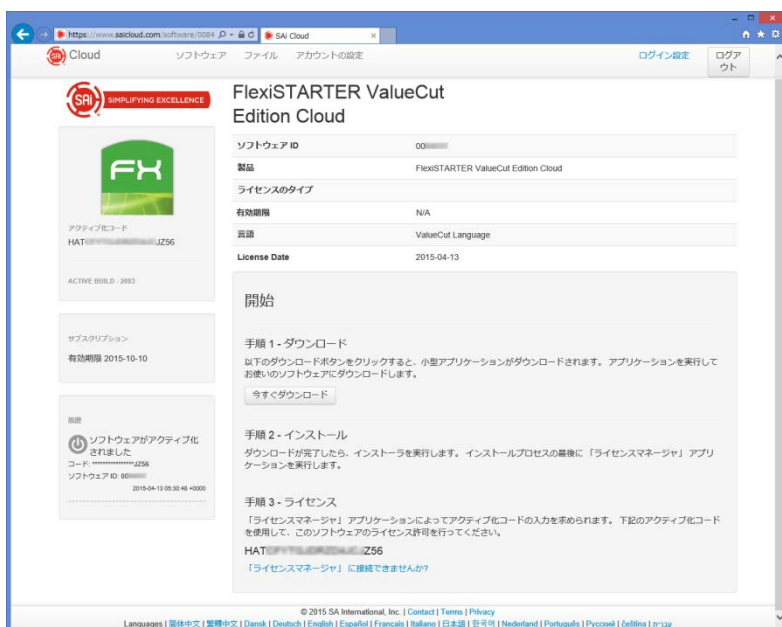 https://www.saicloud.com/software/0084
SAi Cloud
SAi Cloud
ソフトウェア
ファイル
アカウントの設定
ログイン設定
ログアウト
SAi SIMPLIFYING EXCELLENCE
FX
アクティブ化コード
HAT JZ56
ACTIVE BUILD - 2083
サブスクリプション
有効期限 2015-10-10
履歴
ソフトウェアがアクティブ化
されました
コード: ****************JZ56
ソフトウェア ID: 00
2015-04-13 05:30:48 +0000
FlexiSTARTER ValueCut
Edition Cloud
ソフトウェア ID 00
製品 FlexiSTARTER ValueCut Edition Cloud
ライセンスのタイプ
有効期限 N/A
言語 ValueCut Language
License Date 2015-04-13
開始
手順 1 - ダウンロード
以下のダウンロードボタンをクリックすると、小型アプリケーションがダウンロードされます。 アプリケーションを実行して
お使いのソフトウェアにダウンロードします。
今すぐダウンロード
手順 2 - インストール
ダウンロードが完了したら、インストーラを実行します。 インストールプロセスの最後に 「ライセンスマネージャ」 アプリ
ケーションを実行します。
手順 3 - ライセンス
「ライセンスマネージャ」 アプリケーションによってアクティブ化コードの入力を求められます。 下記のアクティブ化コード
を使用して、このソフトウェアのライセンス許可を行ってください。
HAT Z56
「ライセンスマネージャ」 に接続できませんか?
© 2015 SA International, Inc. | Contact | Terms | Privacy
Languages | 简体中文 | 繁體中文 | Dansk | Deutsch | English | Español | Français | Italiano | 日本語 | 한국어 | Nederland | Português | Русский | čeština | עברית